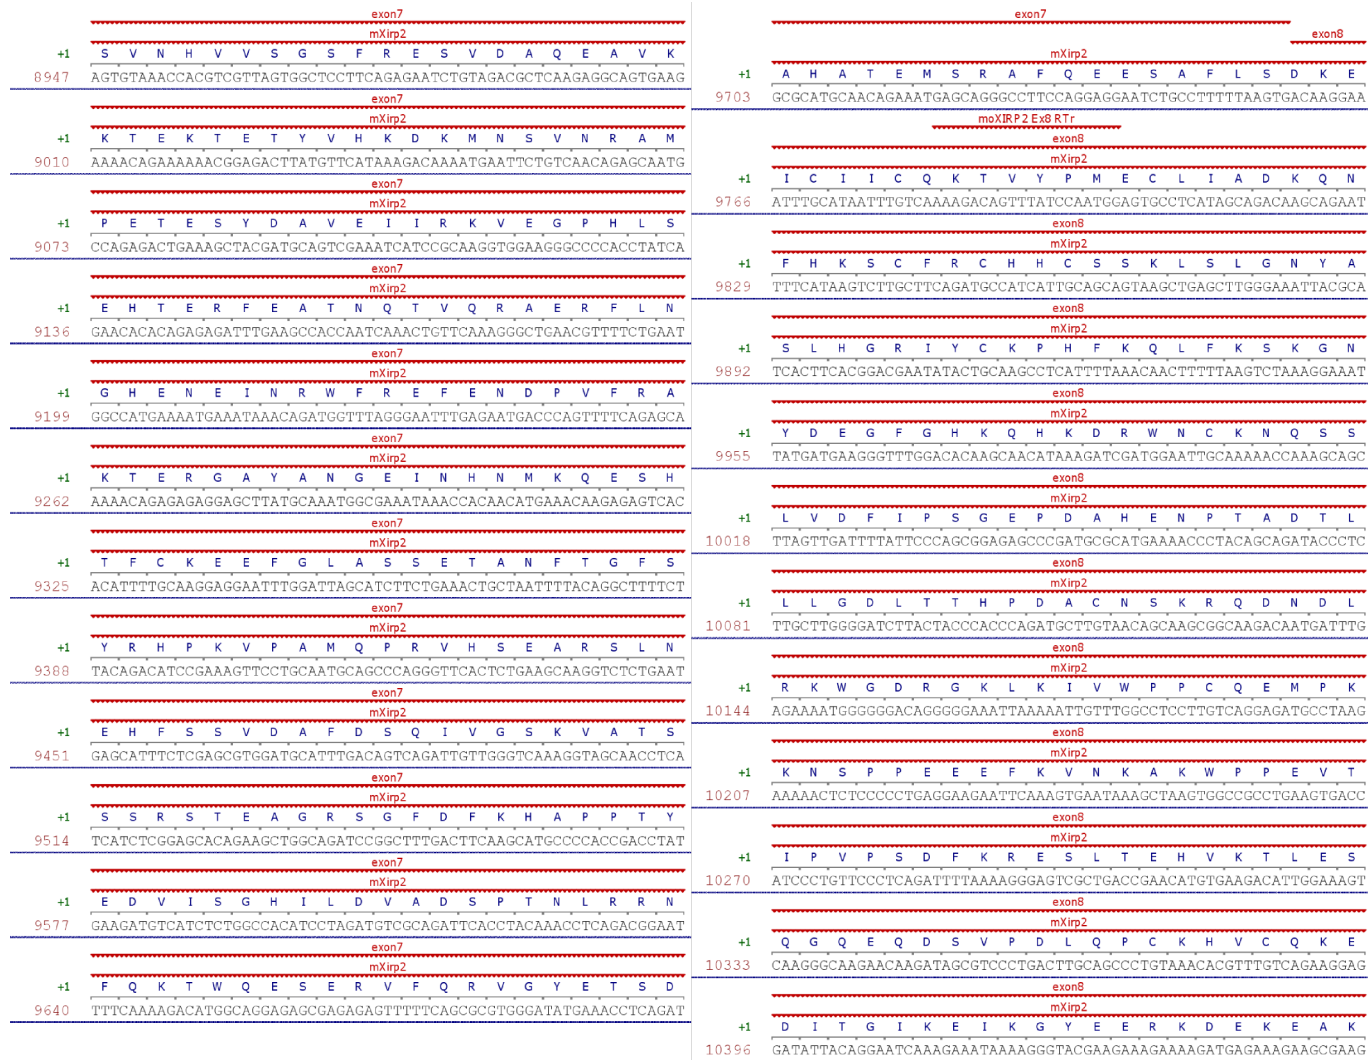 exon7
mXirp2
+1 S V N H V V S G S F R E S V D A Q E A V K
8947 AGTGTAAACCACGTCGTTAGTGGCTCCTTCAGAGAATCTGTAGACGCTCAAGAGGCAGTGAAG
exon7
mXirp2
+1 K T E K T E T Y V H K D K M N S V N R A M
9010 AAAACAGAAAAAACGGAGACTTATGTTCATAAAGACAAAATGAATTCTGTCAACAGAGCAATG
exon7
mXirp2
+1 P E T E S Y D A V E I I R K V E G P H L S
9073 CCAGAGACTGAAAGCTACGATGCAGTCGAAATCATCCGCAAGGTGGAAGGGCCCCACCTATCA
exon7
mXirp2
+1 E H T E R F E A T N Q T V Q R A E R F L N
9136 GAACACACAGAGAGATTTGAAGCCACCAATCAAACTGTTCAAAGGGCTGAACGTTTTCTGAAT
exon7
mXirp2
+1 G H E N E I N R W F R E F E N D P V F R A
9199 GGCCATGAAAATGAAATAAACAGATGGTTTAGGGAATTTGAGAATGACCCAGTTTTCAGAGCA
exon7
mXirp2
+1 K T E R G A Y A N G E I N H N M K Q E S H
9262 AAAACAGAGAGAGGAGCTTATGCAAATGGCGAAATAAACCACAACATGAAACAAGAGAGTCAC
exon7
mXirp2
+1 T F C K E E F G L A S S E T A N F T G F S
9325 ACATTTTGCAAGGAGGAATTTGGATTAGCATCTTCTGAAACTGCTAATTTTACAGGCTTTTCT
exon7
mXirp2
+1 Y R H P K V P A M Q P R V H S E A R S L N
9388 TACAGACATCCGAAAGTTCCTGCAATGCAGCCCAGGGTTCACTCTGAAGCAAGGTCTCTGAAT
exon7
mXirp2
+1 E H F S S V D A F D S Q I V G S K V A T S
9451 GAGCATTTCTCGAGCGTGGATGCATTTGACAGTCAGATTGTTGGGTCAAAGGTAGCAACCTCA
exon7
mXirp2
+1 S S R S T E A G R S G F D F K H A P P T Y
9514 TCATCTCGGAGCACAGAAGCTGGCAGATCCGGCTTTGACTTCAAGCATGCCCCACCGACCTAT
exon7
mXirp2
+1 E D V I S G H I L D V A D S P T N L R R N
9577 GAAGATGTCATCTCTGGCCACATCCTAGATGTCGCAGATTCACCTACAAACCTCAGACGGAAT
exon7
mXirp2
+1 F Q K T W Q E S E R V F Q R V G Y E T S D
9640 TTTCAAAAGACATGGCAGGAGAGCGAGAGAGTTTTTCAGCGCGTGGGATATGAAACCTCAGAT
exon7
exon8
mXirp2
+1 A H A T E M S R A F Q E E S A F L S D K E
9703 GCGCATGCAACAGAAATGAGCAGGGCCTTCCAGGAGGAATCTGCCTTTTTAAGTGACAAGGAA
moXIRP2 Ex8 RTr
exon8
mXirp2
+1 I C I I C Q K T V Y P M E C L I A D K Q N
9766 ATTTGCATAATTTGTCAAAAGACAGTTTATCCAATGGAGTGCCTCATAGCAGACAAGCAGAAT
exon8
mXirp2
+1 F H K S C F R C H H C S S K L S L G N Y A
9829 TTTCATAAGTCTTGCTTCAGATGCCATCATTGCAGCAGTAAGCTGAGCTTGGGAAATTACGCA
exon8
mXirp2
+1 S L H G R I Y C K P H F K Q L F K S K G N
9892 TCACTTCACGGACGAATATACTGCAAGCCTCATTTTAAACAACTTTTTAAGTCTAAAGGAAAT
exon8
mXirp2
+1 Y D E G F G H K Q H K D R W N C K N Q S S
9955 TATGATGAAGGGTTTGGACACAAGCAACATAAAGATCGATGGAATTGCAAAAACCAAAGCAGC
exon8
mXirp2
+1 L V D F I P S G E P D A H E N P T A D T L
10018 TTAGTTGATTTTATTCCCAGCGGAGAGCCCGATGCGCATGAAAACCCTACAGCAGATACCCTC
exon8
mXirp2
+1 L L G D L T T H P D A C N S K R Q D N D L
10081 TTGCTTGGGGATCTTACTACCCACCCAGATGCTTGTAACAGCAAGCGGCAAGACAATGATTTG
exon8
mXirp2
+1 R K W G D R G K L K I V W P P C Q E M P K
10144 AGAAAATGGGGGGACAGGGGGAAATTAAAAATTGTTTGGCCTCCTTGTCAGGAGATGCCTAAG
exon8
mXirp2
+1 K N S P P E E E F K V N K A K W P P E V T
10207 AAAAACTCTCCCCCTGAGGAAGAATTCAAAGTGAATAAAGCTAAGTGGCCGCCTGAAGTGACC
exon8
mXirp2
+1 I P V P S D F K R E S L T E H V K T L E S
10270 ATCCCTGTTCCCTCAGATTTTAAAAGGGAGTCGCTGACCGAACATGTGAAGACATTGGAAAGT
exon8
mXirp2
+1 Q G Q E Q D S V P D L Q P C K H V C Q K E
10333 CAAGGGCAAGAACAAGATAGCGTCCCTGACTTGCAGCCCTGTAAACACGTTTGTCAGAAGGAG
exon8
mXirp2
+1 D I T G I K E I K G Y E E R K D E K E A K
10396 GATATTACAGGAATCAAAGAAATAAAAGGGTACGAAGAAAGAAAAGATGAGAAAGAAGCGAAG